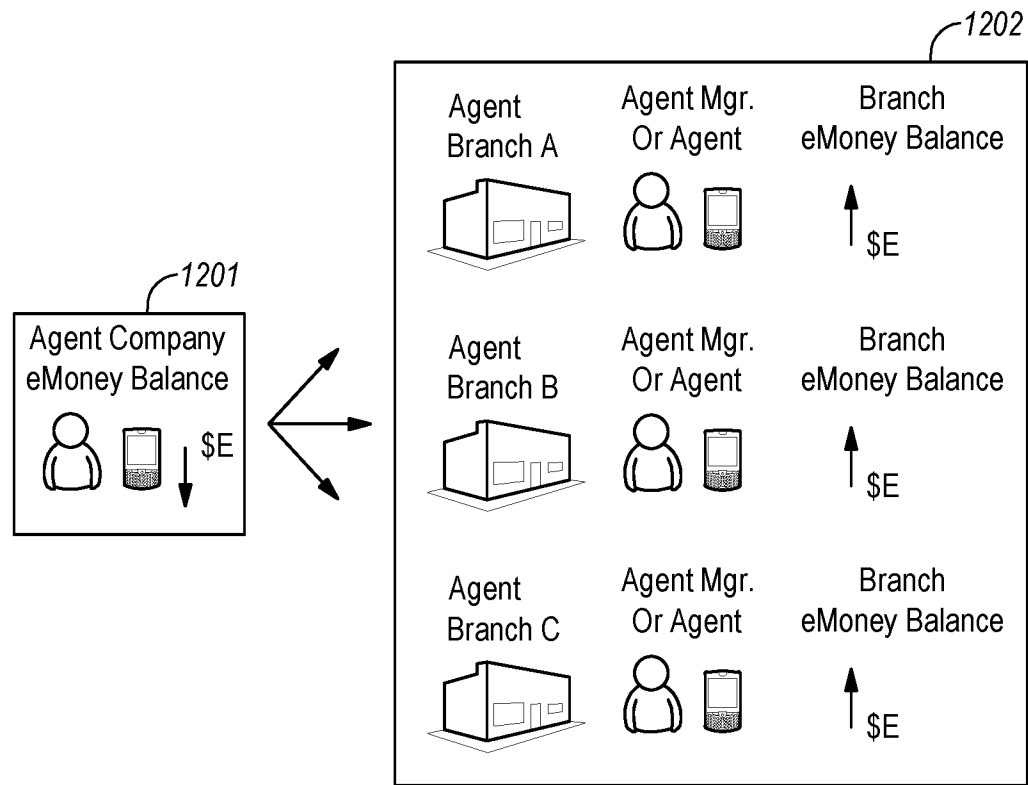 1202
Agent
Branch A
Agent Mgr.
Or Agent
Branch
eMoney Balance
$E
1201
Agent Company
eMoney Balance
$E
Agent
Branch B
Agent Mgr.
Or Agent
Branch
eMoney Balance
$E
Agent
Branch C
Agent Mgr.
Or Agent
Branch
eMoney Balance
$E